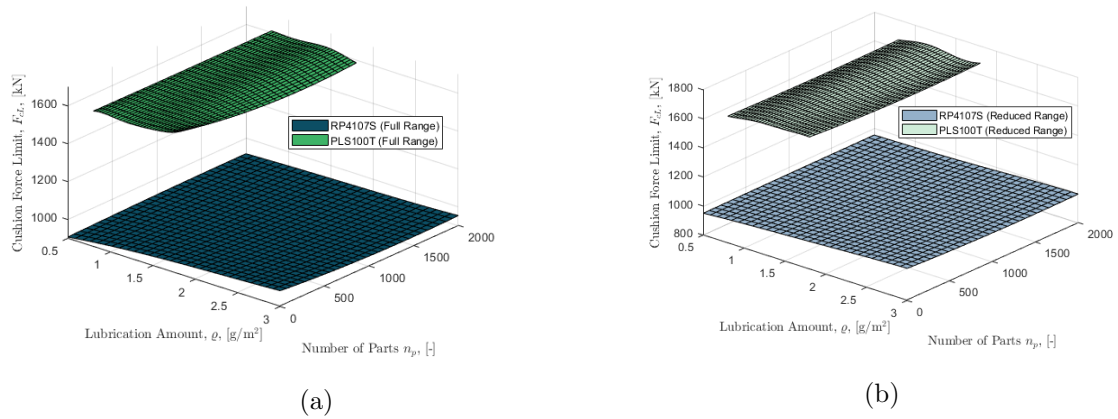 1600
1400
1200
1000
Cushion Force Limit, F_cL, [kN]
RP4107S (Full Range)
PLS100T (Full Range)
0.5
1
1.5
2
2.5
3
0
500
1000
1500
2000
Lubrication Amount, ϱ, [g/m²]
Number of Parts n_p, [-]
(a)
1800
1600
1400
1200
1000
800
Cushion Force Limit, F_cL, [kN]
RP4107S (Reduced Range)
PLS100T (Reduced Range)
0.5
1
1.5
2
2.5
3
0
500
1000
1500
2000
Lubrication Amount, ϱ, [g/m²]
Number of Parts n_p, [-]
(b)